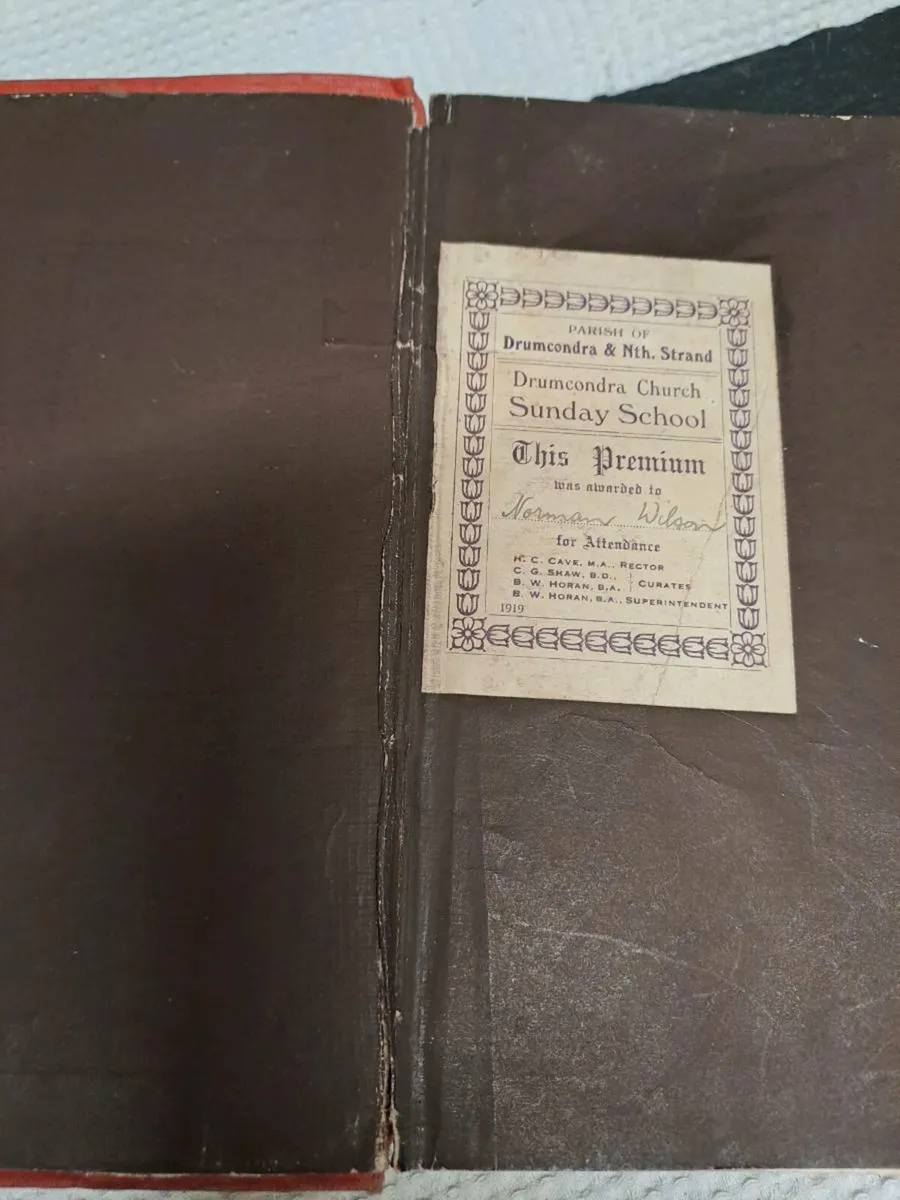 PARISH OF
Drumcondra & Nth. Strand
Drumcondra Church
Sunday School
This Premium
was awarded to
Norman Wilson
for Attendance
H. C. CAVE, M.A., RECTOR
C. G. SHAW, B.D.,
B. W. HORAN, B.A. } CURATES
B. W. HORAN, B.A., SUPERINTENDENT
1919